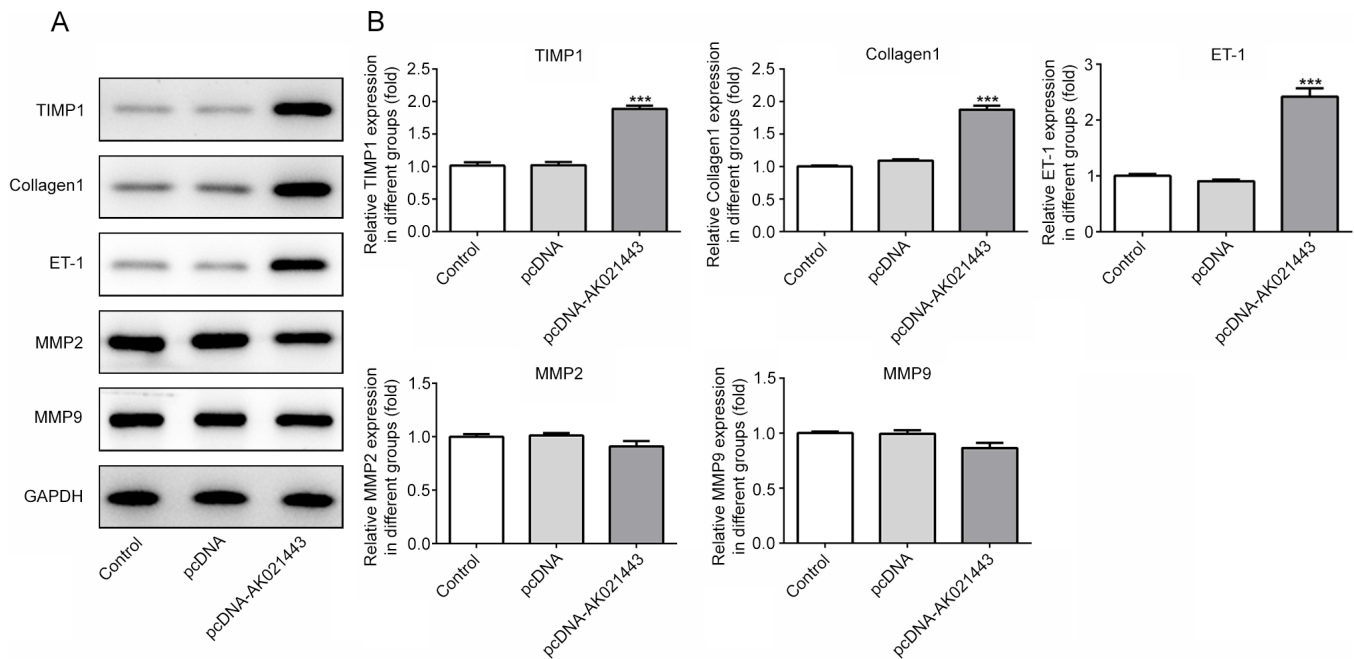 A
TIMP1
Collagen1
ET-1
MMP2
MMP9
GAPDH
Control
pcDNA
pcDNA-AK021443
B
TIMP1
Relative TIMP1 expression
in different groups (fold)
2.5
2.0
1.5
1.0
0.5
0.0
***
Control
pcDNA
pcDNA-AK021443
Collagen1
Relative Collagen1 expression
in different groups (fold)
2.5
2.0
1.5
1.0
0.5
0.0
***
Control
pcDNA
pcDNA-AK021443
ET-1
Relative ET-1 expression
in different groups (fold)
3
2
1
0
***
Control
pcDNA
pcDNA-AK021443
MMP2
Relative MMP2 expression
in different groups (fold)
1.5
1.0
0.5
0.0
Control
pcDNA
pcDNA-AK021443
MMP9
Relative MMP9 expression
in different groups (fold)
1.5
1.0
0.5
0.0
Control
pcDNA
pcDNA-AK021443